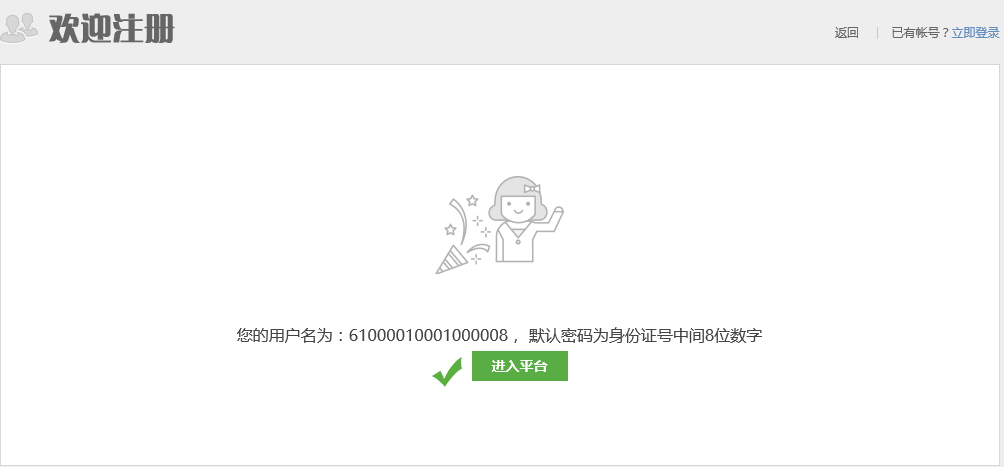 欢迎注册
返回 | 已有帐号？立即登录
您的用户名为：61000010001000008 ，默认密码为身份证号中间8位数字
进入平台